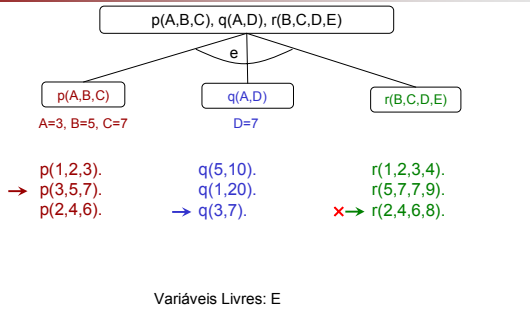 p(A,B,C), q(A,D), r(B,C,D,E)
e
p(A,B,C)
q(A,D)
r(B,C,D,E)
A=3, B=5, C=7
D=7
p(1,2,3).
q(5,10).
r(1,2,3,4).
→ p(3,5,7).
q(1,20).
r(5,7,7,9).
p(2,4,6).
→ q(3,7).
×→ r(2,4,6,8).
Variáveis Livres: E